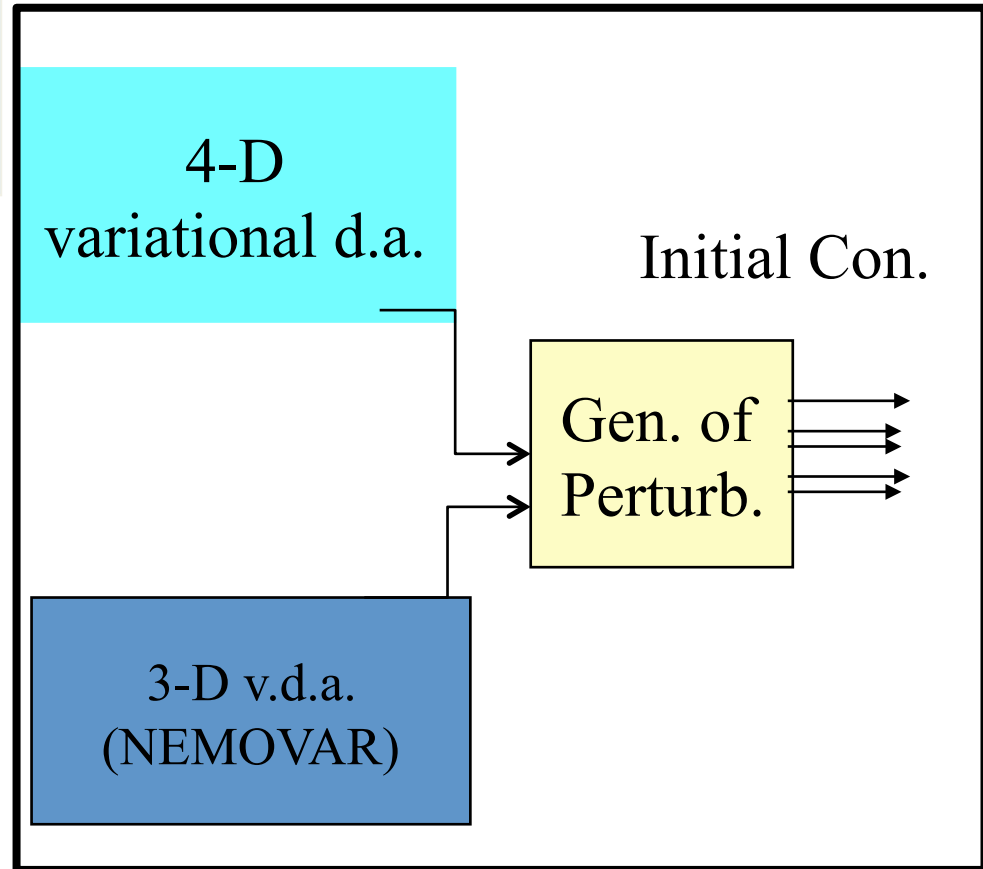 4-D
variational d.a.
Initial Con.
Gen. of
Perturb.
3-D v.d.a.
(NEMOVAR)